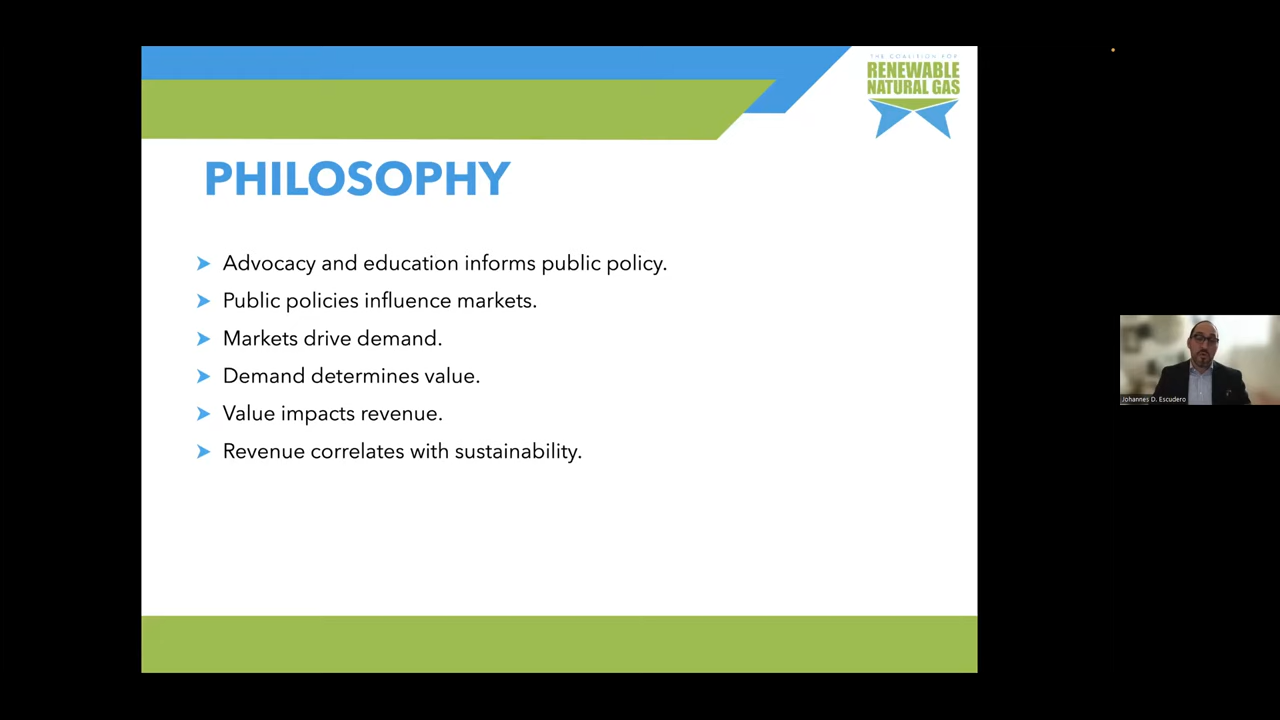 THE COALITION FOR
RENEWABLE
NATURAL GAS
PHILOSOPHY
Advocacy and education informs public policy.
Public policies influence markets.
Markets drive demand.
Demand determines value.
Value impacts revenue.
Revenue correlates with sustainability.
Johannes D. Escudero